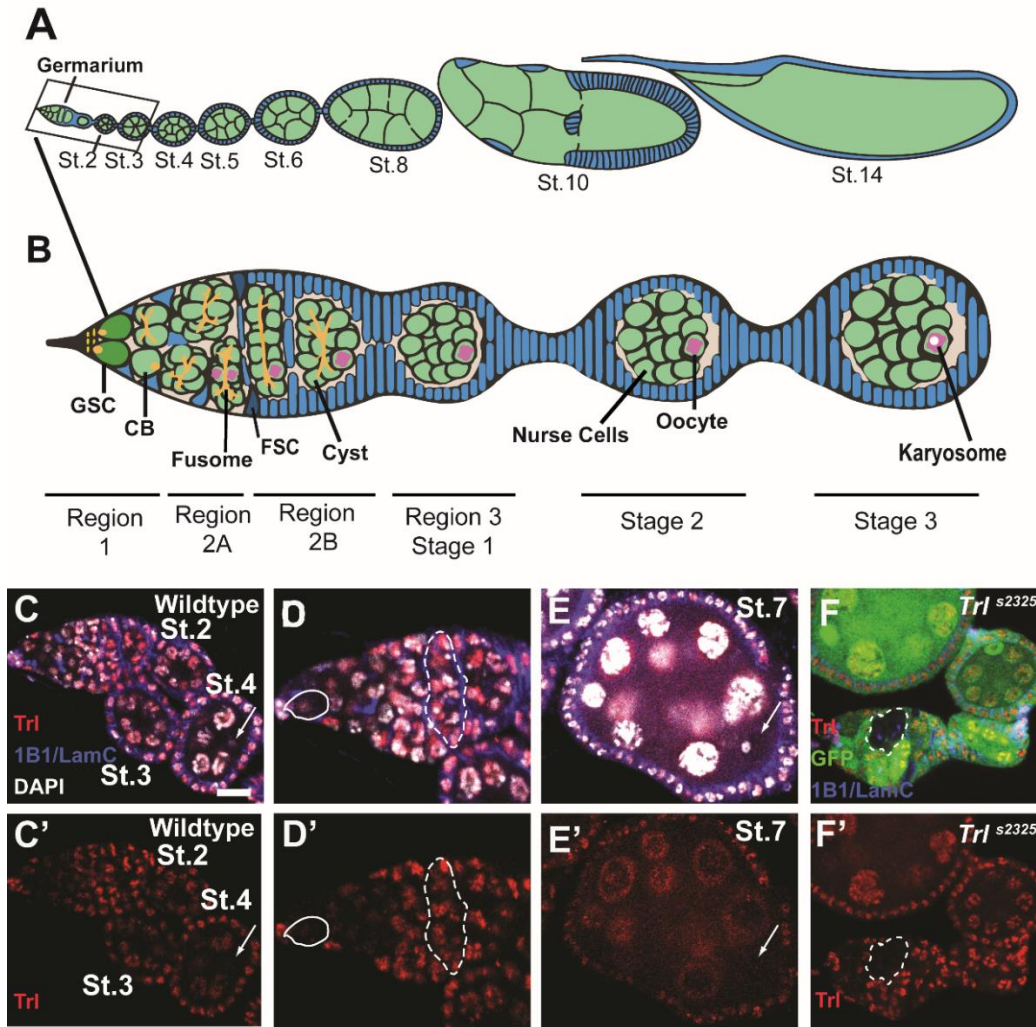 A
Germarium
St.2
St.3
St.4
St.5
St.6
St.8
St.10
St.14
B
GSC
CB
Fusome
FSC
Cyst
Nurse Cells
Oocyte
Karyosome
Region 1
Region 2A
Region 2B
Region 3
Stage 1
Stage 2
Stage 3
C
Wildtype
St.2
St.4
Trl
1B1/LamC
DAPI
St.3
D
E
St.7
F
Trl s2325
Trl
GFP
1B1/LamC
C'
Wildtype
St.2
St.4
St.3
Trl
D'
E'
St.7
F'
Trl s2325
Trl